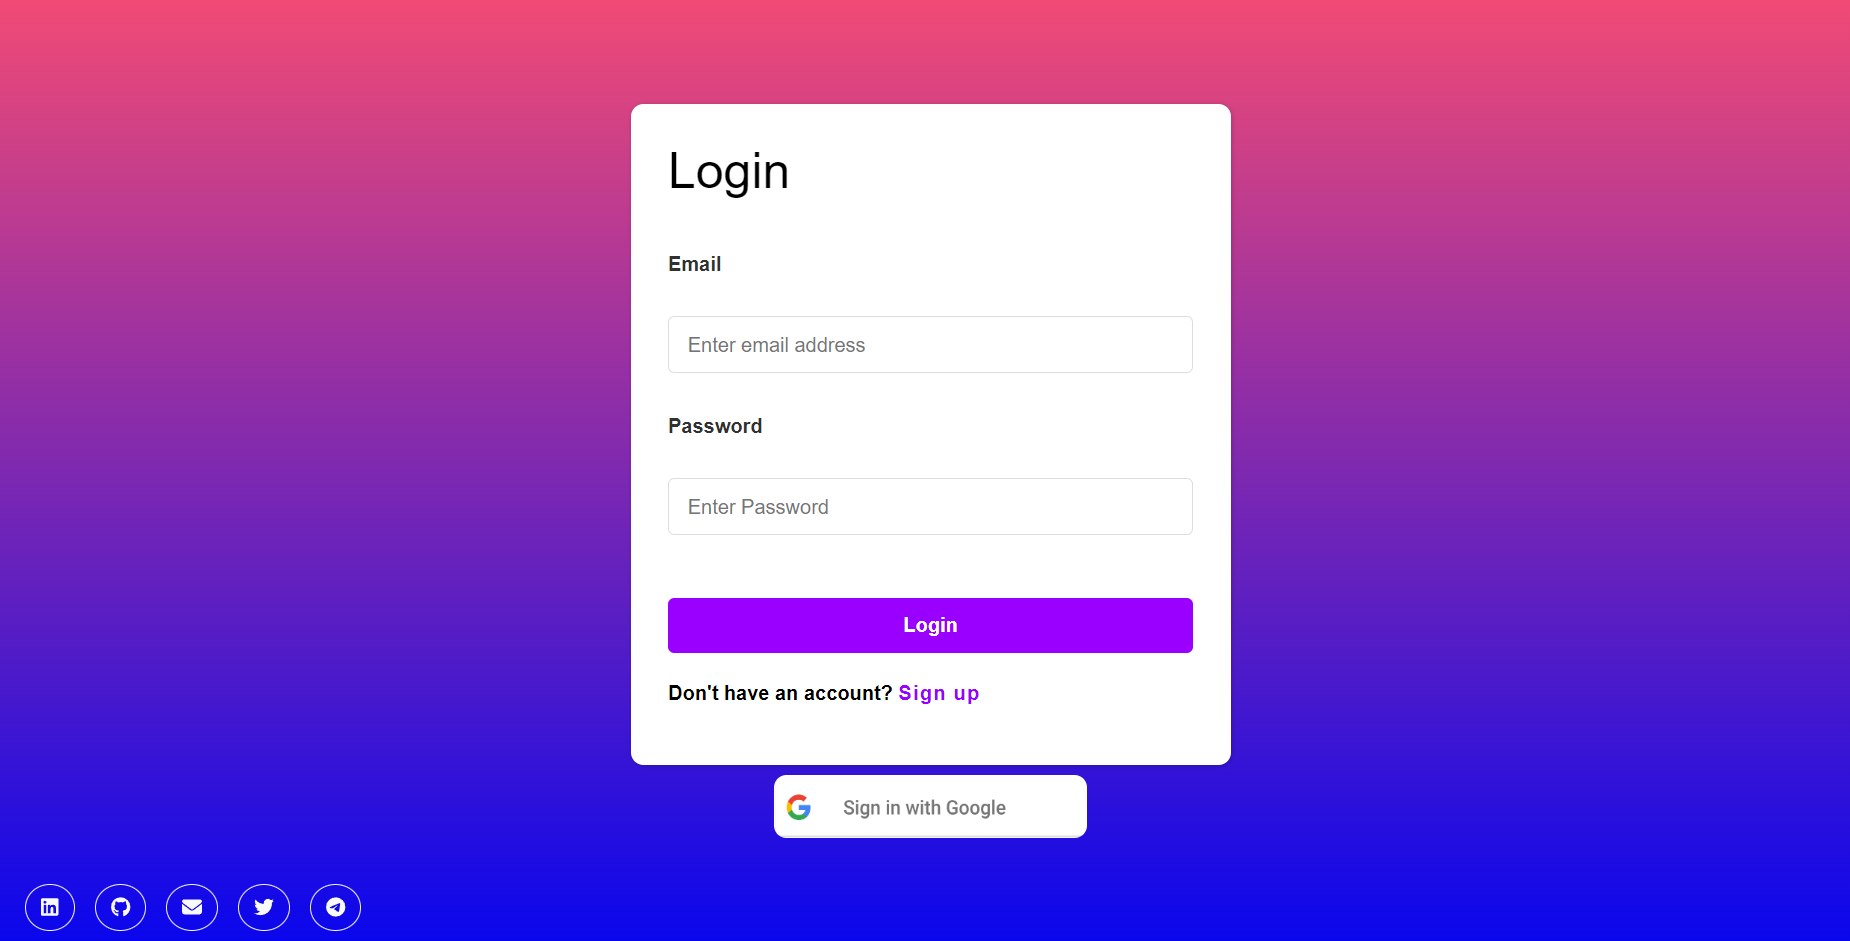 Login
Email
Enter email address
Password
Enter Password
Login
Don't have an account? Sign up
Sign in with Google